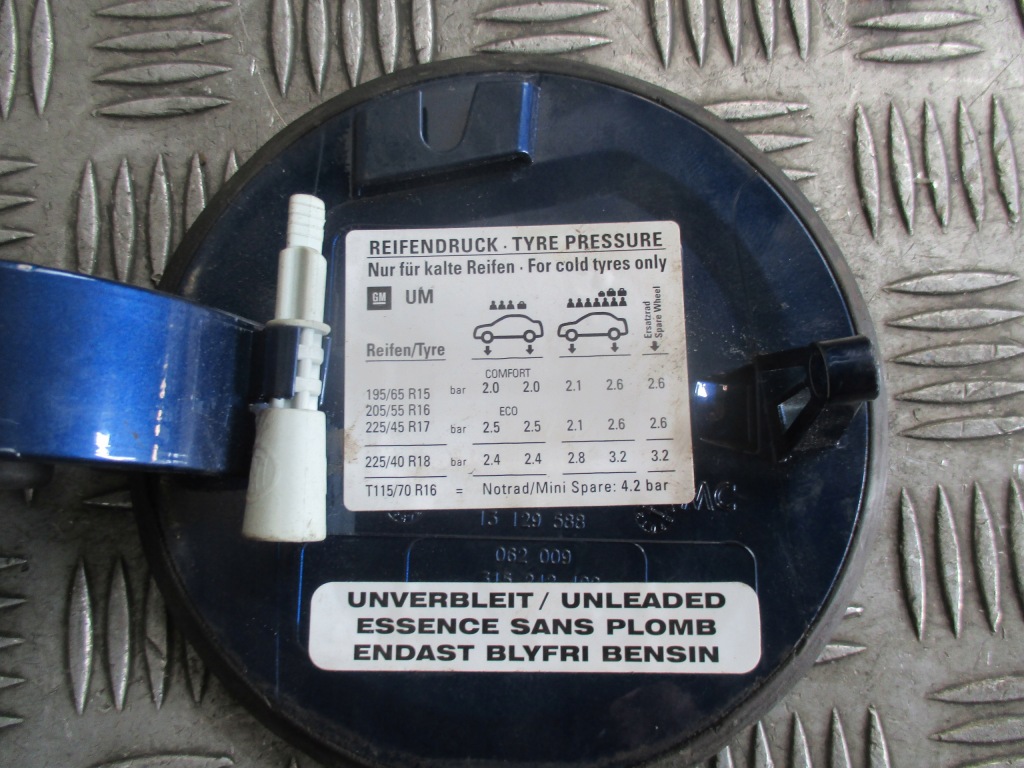 REIFENDRUCK · TYRE PRESSURE
Nur für kalte Reifen · For cold tyres only
GM UM
Ersatzrad
Spare Wheel
Reifen/Tyre
COMFORT
195/65 R15 bar 2.0 2.0 2.1 2.6 2.6
205/55 R16 ECO
225/45 R17 bar 2.5 2.5 2.1 2.6 2.6
225/40 R18 bar 2.4 2.4 2.8 3.2 3.2
T115/70 R16 = Notrad/Mini Spare: 4.2 bar
13 129 588
062 009
UNVERBLEIT / UNLEADED
ESSENCE SANS PLOMB
ENDAST BLYFRI BENSIN